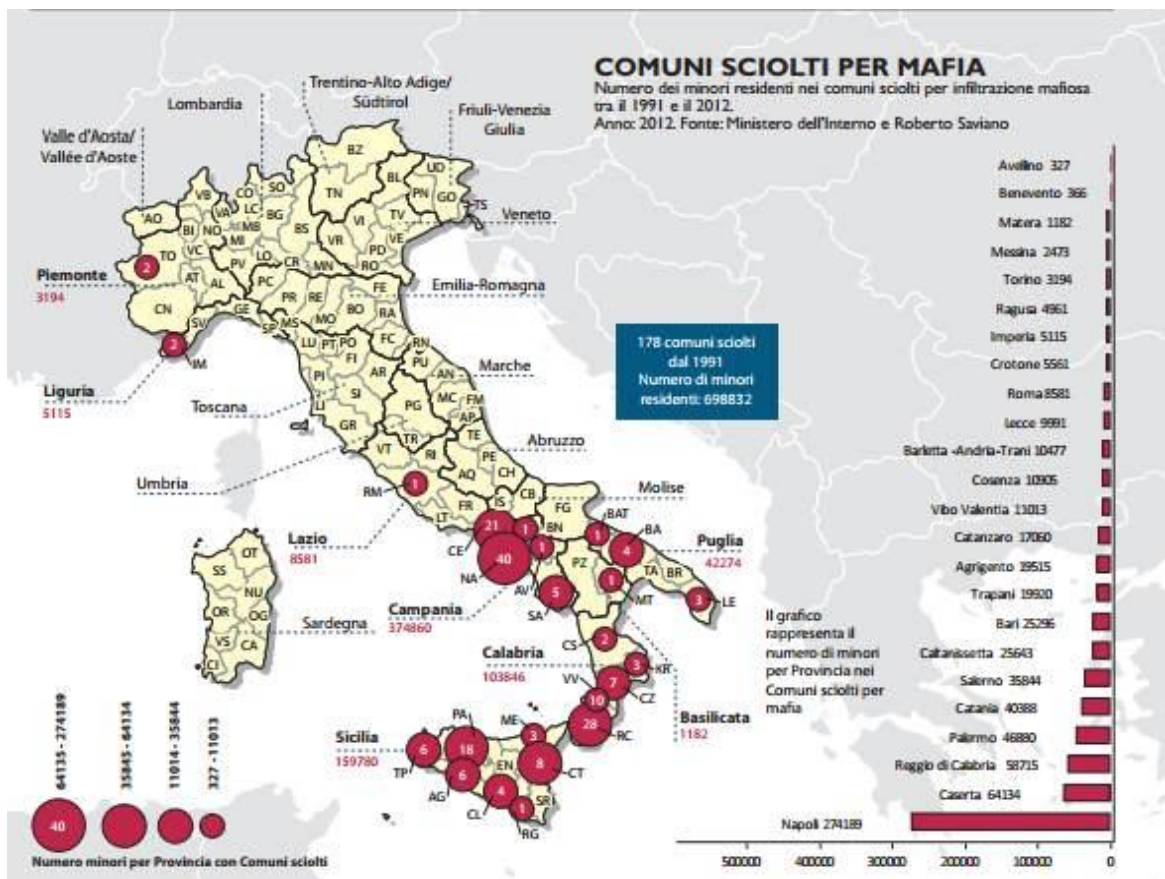 COMUNI SCIOLTI PER MAFIA
Numero dei minori residenti nei comuni sciolti per infiltrazione mafiosa
tra il 1991 e il 2012.
Anno: 2012. Fonte: Ministero dell'Interno e Roberto Saviano
Trentino-Alto Adige/
Südtirol
Lombardia
Friuli-Venezia
Giulia
Valle d'Aosta/
Vallée d'Aoste
Veneto
Piemonte
3194
Emilia-Romagna
Liguria
5115
Marche
Toscana
Abruzzo
Umbria
Molise
Lazio
8581
Puglia
42274
Campania
374860
Sardegna
Calabria
103846
Basilicata
1182
Sicilia
159780
BZ
SO
TN
BL
UD
PN
GO
TS
VB
CO
LC
VA
BG
MB
AO
BI
NO
MI
BS
VI
TV
VR
VE
PD
RO
TO
VC
PV
LO
CR
MN
2
AT
AL
PC
FE
CN
PR
RE
MO
BO
RA
GE
SV
SP
MS
2
IM
LU
PT
PO
FC
RN
FI
PU
AN
PI
AR
MC
FM
SI
AP
LI
PG
GR
TE
TR
VT
RI
PE
AQ
CH
RM
1
FR
IS
CB
LT
FG
BAT
BA
CE
21
1
BN
1
4
NA
40
1
PZ
TA
BR
AV
1
SA
5
MT
3
LE
OT
SS
NU
OR
OG
VS
CA
CI
CS
2
3
KR
VV
7
CZ
10
28
RC
PA
ME
18
3
6
TP
EN
8
CT
AG
6
4
CL
SR
1
RG
178 comuni sciolti
dal 1991
Numero di minori
residenti: 698832
Il grafico
rappresenta il
numero di minori
per Provincia nei
Comuni sciolti per
mafia
Avellino 327
Benevento 366
Matera 1182
Messina 2473
Torino 3194
Ragusa 4961
Imperia 5115
Crotone 5561
Roma 8581
Lecce 9991
Barletta -Andria-Trani 10477
Cosenza 10905
Vibo Valentia 11013
Catanzaro 17060
Agrigento 19515
Trapani 19920
Bari 25296
Caltanissetta 25643
Salerno 35844
Catania 40388
Palermo 46880
Reggio di Calabria 58715
Caserta 64134
Napoli 274189
500000 400000 300000 200000 100000 0
64135 - 274189
35845 - 64134
11014 - 35844
327 - 11013
40
Numero minori per Provincia con Comuni sciolti